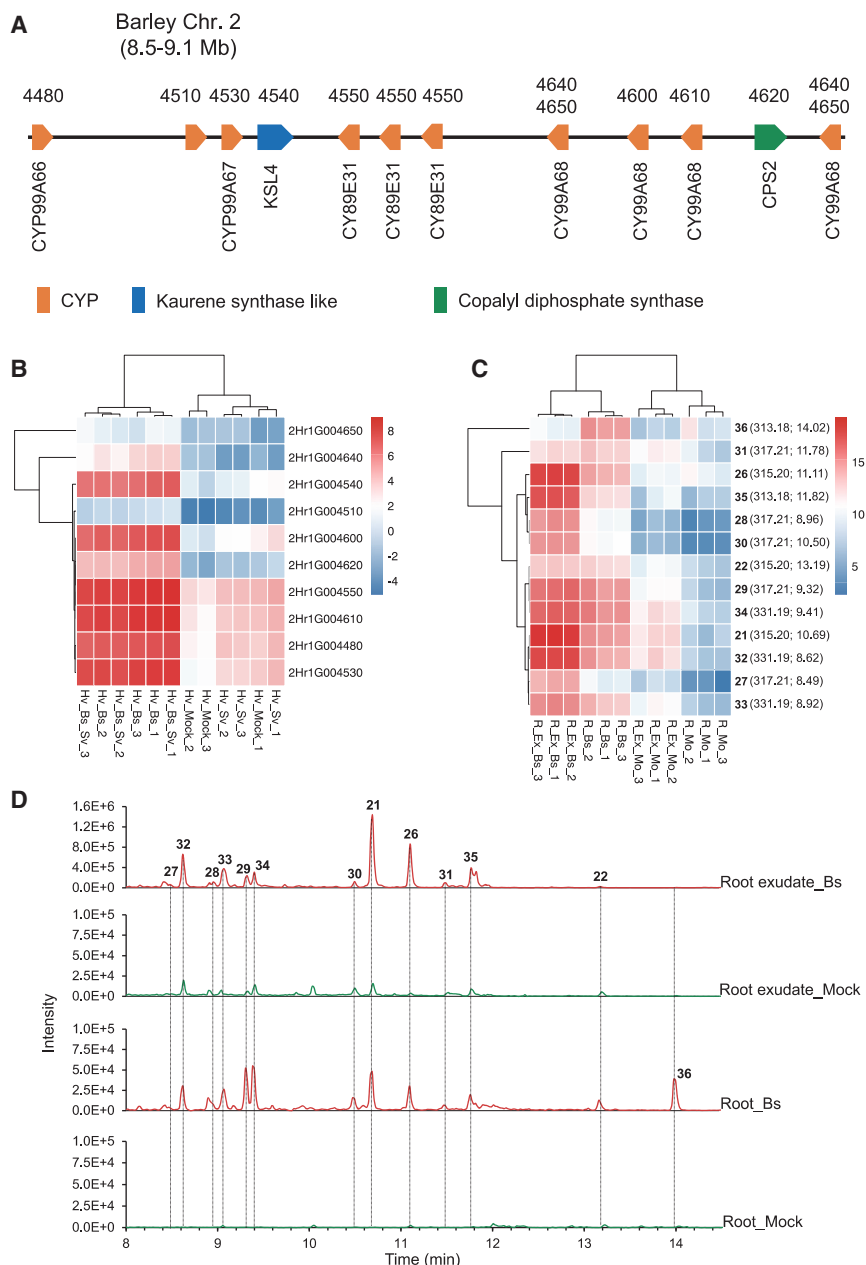 A
Barley Chr. 2
(8.5-9.1 Mb)
4480 4510 4530 4540 4550 4550 4550 4640 4650 4600 4610 4620 4640 4650
CYP99A66
CYP99A67
KSL4
CY89E31
CY89E31
CY89E31
CY99A68
CY99A68
CY99A68
CPS2
CY99A68
CYP
Kaurene synthase like
Copalyl diphosphate synthase
B
2Hr1G004650
2Hr1G004640
2Hr1G004540
2Hr1G004510
2Hr1G004600
2Hr1G004620
2Hr1G004550
2Hr1G004610
2Hr1G004480
2Hr1G004530
8
6
4
2
0
-2
-4
Hv_Bs_Sv_3
Hv_Bs_2
Hv_Bs_Sv_2
Hv_Bs_3
Hv_Bs_1
Hv_Bs_Sv_1
Hv_Mock_2
Hv_Mock_3
Hv_Sv_2
Hv_Sv_3
Hv_Mock_1
Hv_Sv_1
C
36 (313.18; 14.02)
31 (317.21; 11.78)
26 (315.20; 11.11)
35 (313.18; 11.82)
28 (317.21; 8.96)
30 (317.21; 10.50)
22 (315.20; 13.19)
29 (317.21; 9.32)
34 (331.19; 9.41)
21 (315.20; 10.69)
32 (331.19; 8.62)
27 (317.21; 8.49)
33 (331.19; 8.92)
15
10
5
R_Ex_Bs_3
R_Ex_Bs_1
R_Ex_Bs_2
R_Bs_2
R_Bs_1
R_Bs_3
R_Ex_Mo_3
R_Ex_Mo_1
R_Ex_Mo_2
R_Mo_2
R_Mo_1
R_Mo_3
D
Intensity
1.6E+6
1.2E+6
8.0E+5
4.0E+5
0.0E+0
27 32 28 33 29 34 30 21 26 31 35 22
Root exudate_Bs
1.0E+5
7.5E+4
5.0E+4
2.5E+4
0.0E+0
Root exudate_Mock
1.0E+5
7.5E+4
5.0E+4
2.5E+4
0.0E+0
36
Root_Bs
1.0E+5
7.5E+4
5.0E+4
2.5E+4
0.0E+0
Root_Mock
8 9 10 11 12 13 14
Time (min)